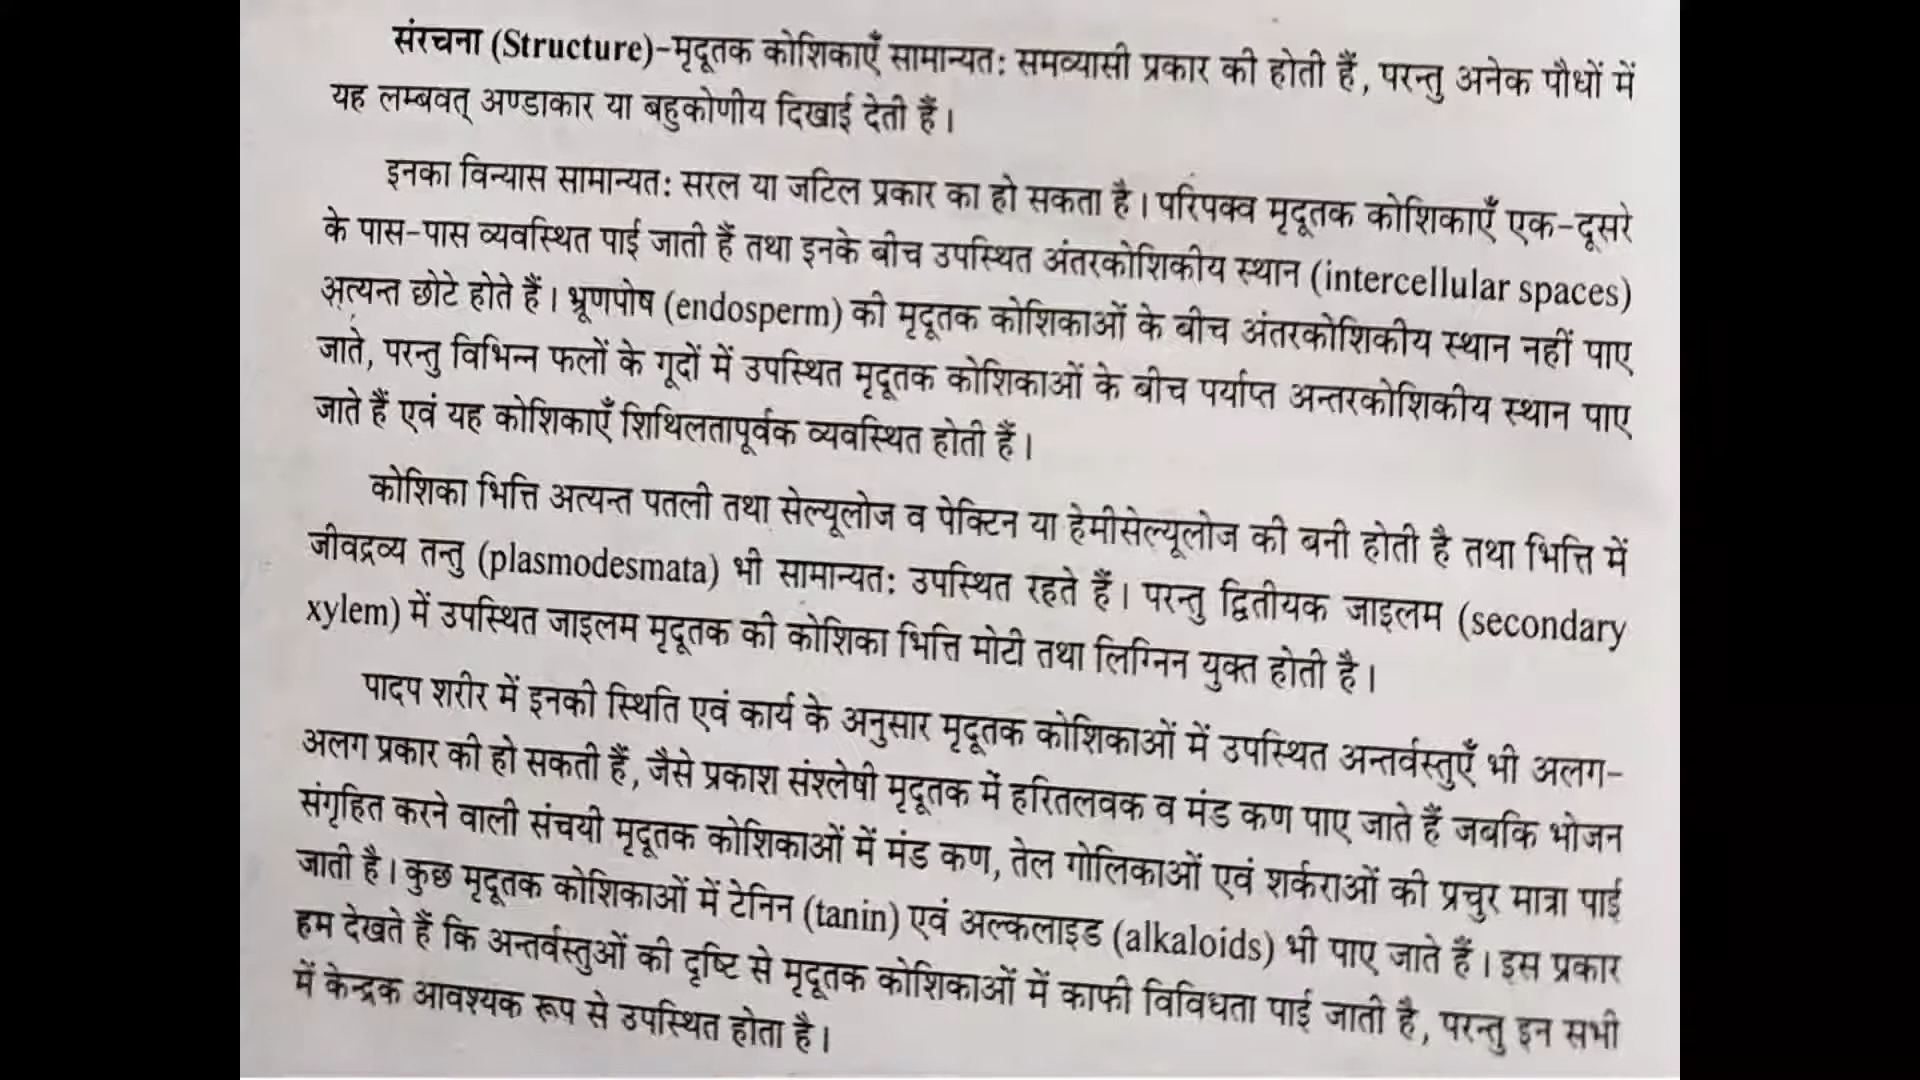 संरचना (Structure)-मृदूतक कोशिकाएँ सामान्यत: समव्यासी प्रकार की होती हैं, परन्तु अनेक पौधों में
यह लम्बवत् अण्डाकार या बहुकोणीय दिखाई देती हैं।
इनका विन्यास सामान्यत: सरल या जटिल प्रकार का हो सकता है। परिपक्व मृदूतक कोशिकाएँ एक-दूसरे
के पास-पास व्यवस्थित पाई जाती हैं तथा इनके बीच उपस्थित अंतरकोशिकीय स्थान (intercellular spaces)
अत्यन्त छोटे होते हैं। भ्रूणपोष (endosperm) की मृदूतक कोशिकाओं के बीच अंतरकोशिकीय स्थान नहीं पाए
जाते, परन्तु विभिन्न फलों के गूदों में उपस्थित मृदूतक कोशिकाओं के बीच पर्याप्त अन्तरकोशिकीय स्थान पाए
जाते हैं एवं यह कोशिकाएँ शिथिलतापूर्वक व्यवस्थित होती हैं।
कोशिका भित्ति अत्यन्त पतली तथा सेल्यूलोज व पेक्टिन या हेमीसेल्यूलोज की बनी होती है तथा भित्ति में
जीवद्रव्य तन्तु (plasmodesmata) भी सामान्यत: उपस्थित रहते हैं। परन्तु द्वितीयक जाइलम (secondary
xylem) में उपस्थित जाइलम मृदूतक की कोशिका भित्ति मोटी तथा लिग्निन युक्त होती है।
पादप शरीर में इनकी स्थिति एवं कार्य के अनुसार मृदूतक कोशिकाओं में उपस्थित अन्तर्वस्तुएँ भी अलग-
अलग प्रकार की हो सकती हैं, जैसे प्रकाश संश्लेषी मृदूतक में हरितलवक व मंड कण पाए जाते हैं जबकि भोजन
संगृहित करने वाली संचयी मृदूतक कोशिकाओं में मंड कण, तेल गोलिकाओं एवं शर्कराओं की प्रचुर मात्रा पाई
जाती है। कुछ मृदूतक कोशिकाओं में टेनिन (tanin) एवं अल्कलाइड (alkaloids) भी पाए जाते हैं। इस प्रकार
हम देखते हैं कि अन्तर्वस्तुओं की दृष्टि से मृदूतक कोशिकाओं में काफी विविधता पाई जाती है, परन्तु इन सभी
में केन्द्रक आवश्यक रूप से उपस्थित होता है।